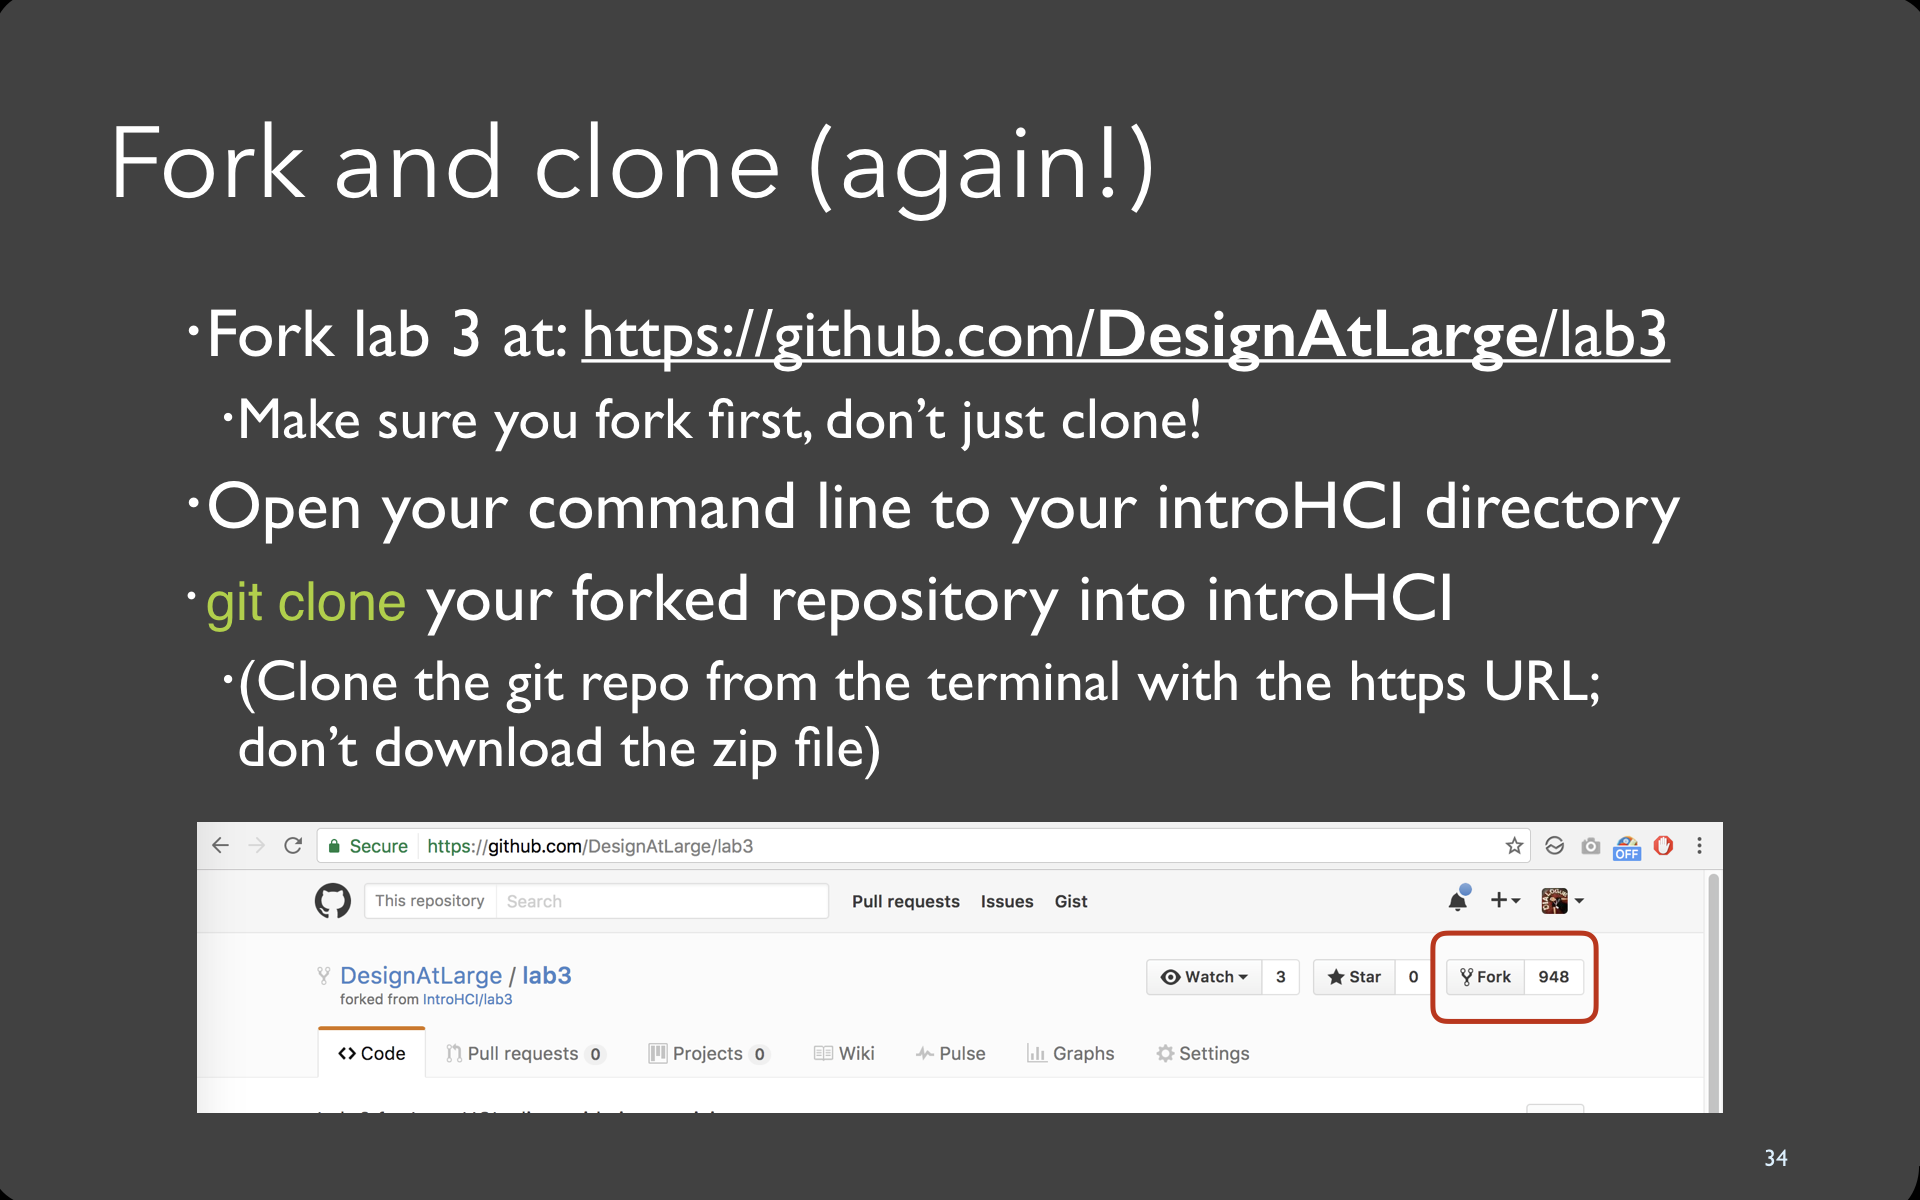 Fork and clone (again!)
·Fork lab 3 at: https://github.com/DesignAtLarge/lab3
·Make sure you fork first, don’t just clone!
·Open your command line to your introHCI directory
·git clone your forked repository into introHCI
·(Clone the git repo from the terminal with the https URL;
don’t download the zip file)
Secure https://github.com/DesignAtLarge/lab3
OFF
This repository Search Pull requests Issues Gist
DesignAtLarge / lab3 Watch 3 Star 0 Fork 948
forked from IntroHCI/lab3
Code Pull requests 0 Projects 0 Wiki Pulse Graphs Settings
34